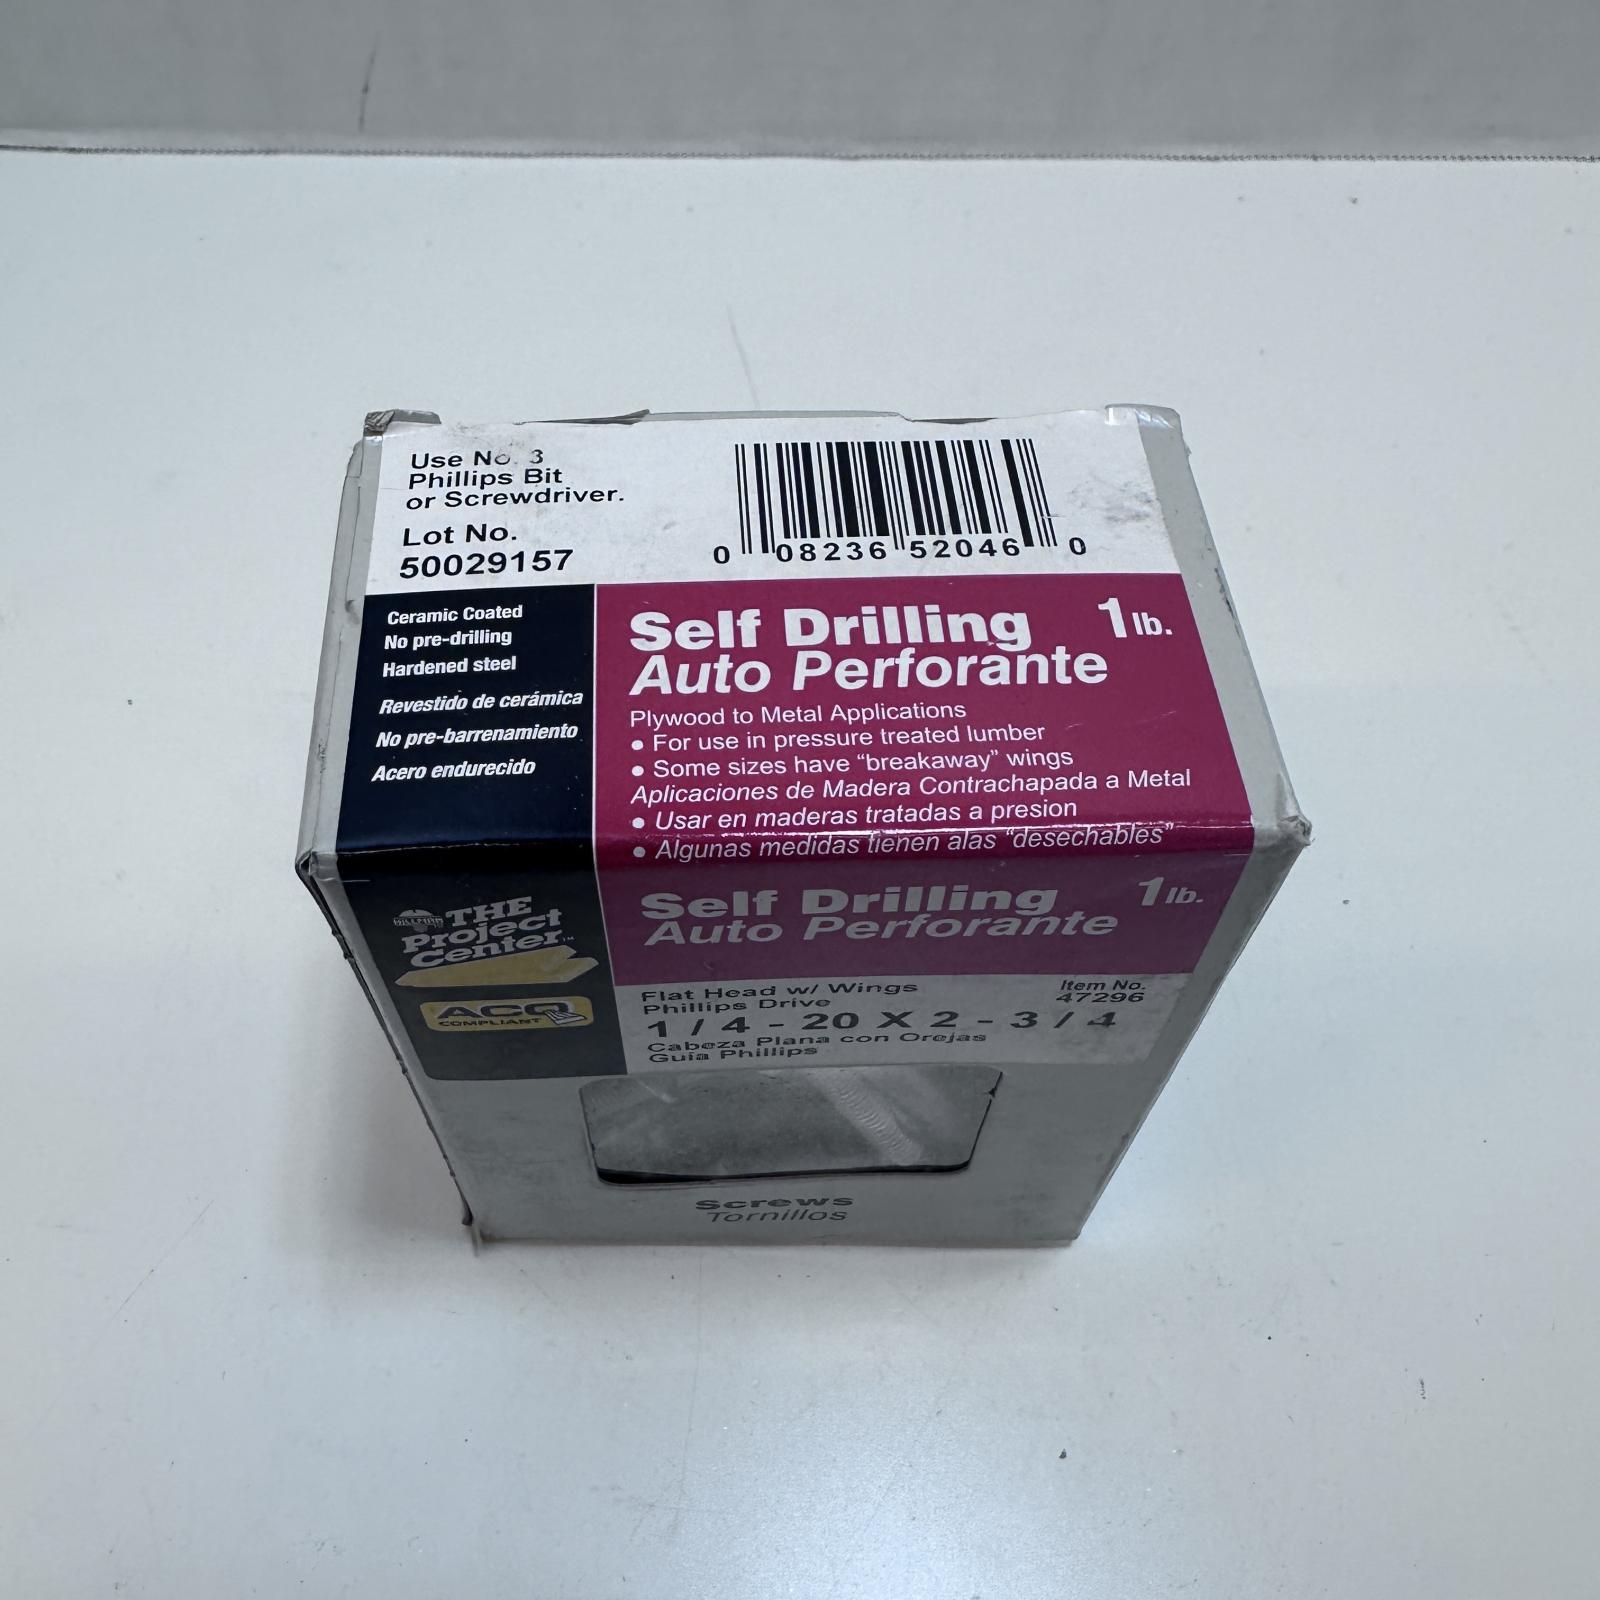 Use No. 3
Phillips Bit
or Screwdriver.
Lot No.
50029157
0 08236 52046 0
Ceramic Coated
No pre-drilling
Hardened steel
Revestido de cerámica
No pre-barrenamiento
Acero endurecido
Self Drilling 1 lb.
Auto Perforante
Plywood to Metal Applications
• For use in pressure treated lumber
• Some sizes have “breakaway” wings
Aplicaciones de Madera Contrachapada a Metal
• Usar en maderas tratadas a presion
• Algunas medidas tienen alas “desechables”
HILLMAN
THE
Project
Center™
ACQ
COMPLIANT
Self Drilling 1 lb.
Auto Perforante
Flat Head w/ Wings
Phillips Drive
Item No.
47296
1 / 4 - 20 X 2 - 3 / 4
Cabeza Plana con Orejas
Guia Phillips
Screws
Tornillos